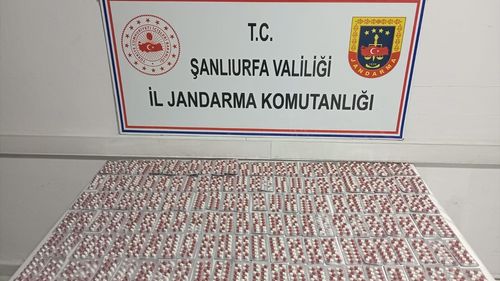 T.C.
ŞANLIURFA VALİLİĞİ
İL JANDARMA KOMUTANLIĞI
JANDARMA